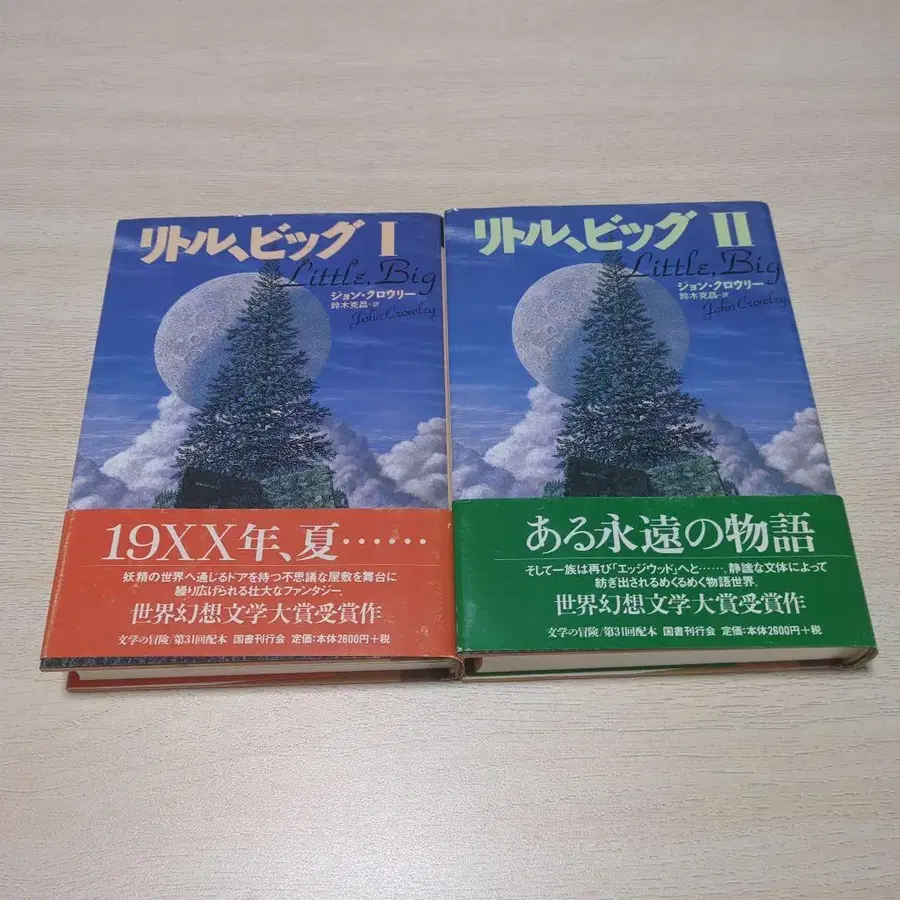 リトル、ビッグ I
Little, Big
ジョン・クロウリー
鈴木克昌=訳
John Crowley
19XX年、夏……
妖精の世界へ通じるドアを持つ不思議な屋敷を舞台に
繰り広げられる壮大なファンタジー。
世界幻想文学大賞受賞作
文学の冒険/第31回配本 国書刊行会 定価:本体2600円+税
リトル、ビッグ II
Little, Big
ジョン・クロウリー
鈴木克昌=訳
John Crowley
ある永遠の物語
そして一族は再び「エッジウッド」へと……。静謐な文体によって
紡ぎ出されるめくるめく物語世界。
世界幻想文学大賞受賞作
文学の冒険/第31回配本 国書刊行会 定価:本体2600円+税